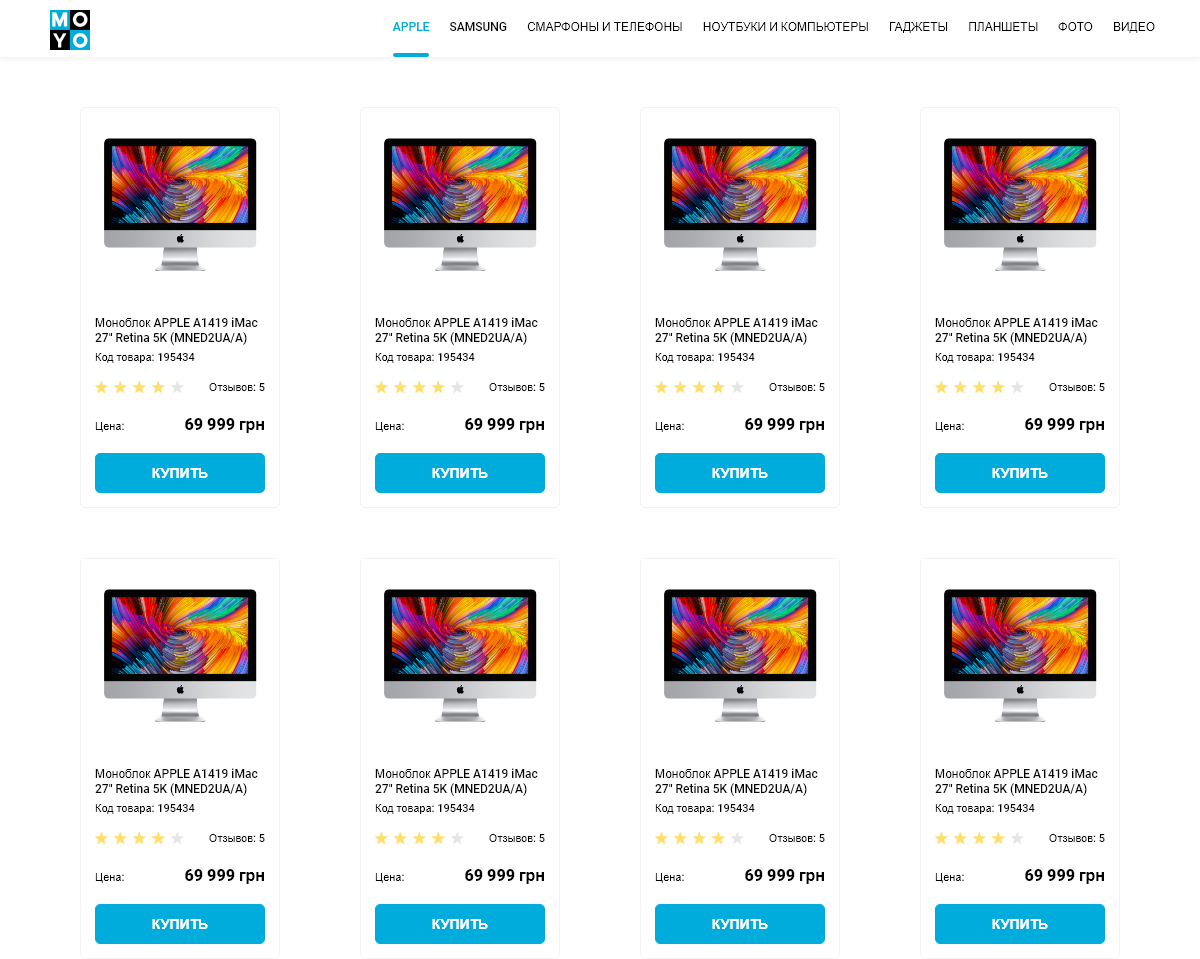 MO
YO
APPLE SAMSUNG СМАРФОНЫ И ТЕЛЕФОНЫ НОУТБУКИ И КОМПЬЮТЕРЫ ГАДЖЕТЫ ПЛАНШЕТЫ ФОТО ВИДЕО
Моноблок APPLE A1419 iMac Моноблок APPLE A1419 iMac Моноблок APPLE A1419 iMac Моноблок APPLE A1419 iMac
27" Retina 5K (MNED2UA/A) 27" Retina 5K (MNED2UA/A) 27" Retina 5K (MNED2UA/A) 27" Retina 5K (MNED2UA/A)
Код товара: 195434 Код товара: 195434 Код товара: 195434 Код товара: 195434
Отзывов: 5 Отзывов: 5 Отзывов: 5 Отзывов: 5
Цена: 69 999 грн Цена: 69 999 грн Цена: 69 999 грн Цена: 69 999 грн
КУПИТЬ КУПИТЬ КУПИТЬ КУПИТЬ
Моноблок APPLE A1419 iMac Моноблок APPLE A1419 iMac Моноблок APPLE A1419 iMac Моноблок APPLE A1419 iMac
27" Retina 5K (MNED2UA/A) 27" Retina 5K (MNED2UA/A) 27" Retina 5K (MNED2UA/A) 27" Retina 5K (MNED2UA/A)
Код товара: 195434 Код товара: 195434 Код товара: 195434 Код товара: 195434
Отзывов: 5 Отзывов: 5 Отзывов: 5 Отзывов: 5
Цена: 69 999 грн Цена: 69 999 грн Цена: 69 999 грн Цена: 69 999 грн
КУПИТЬ КУПИТЬ КУПИТЬ КУПИТЬ